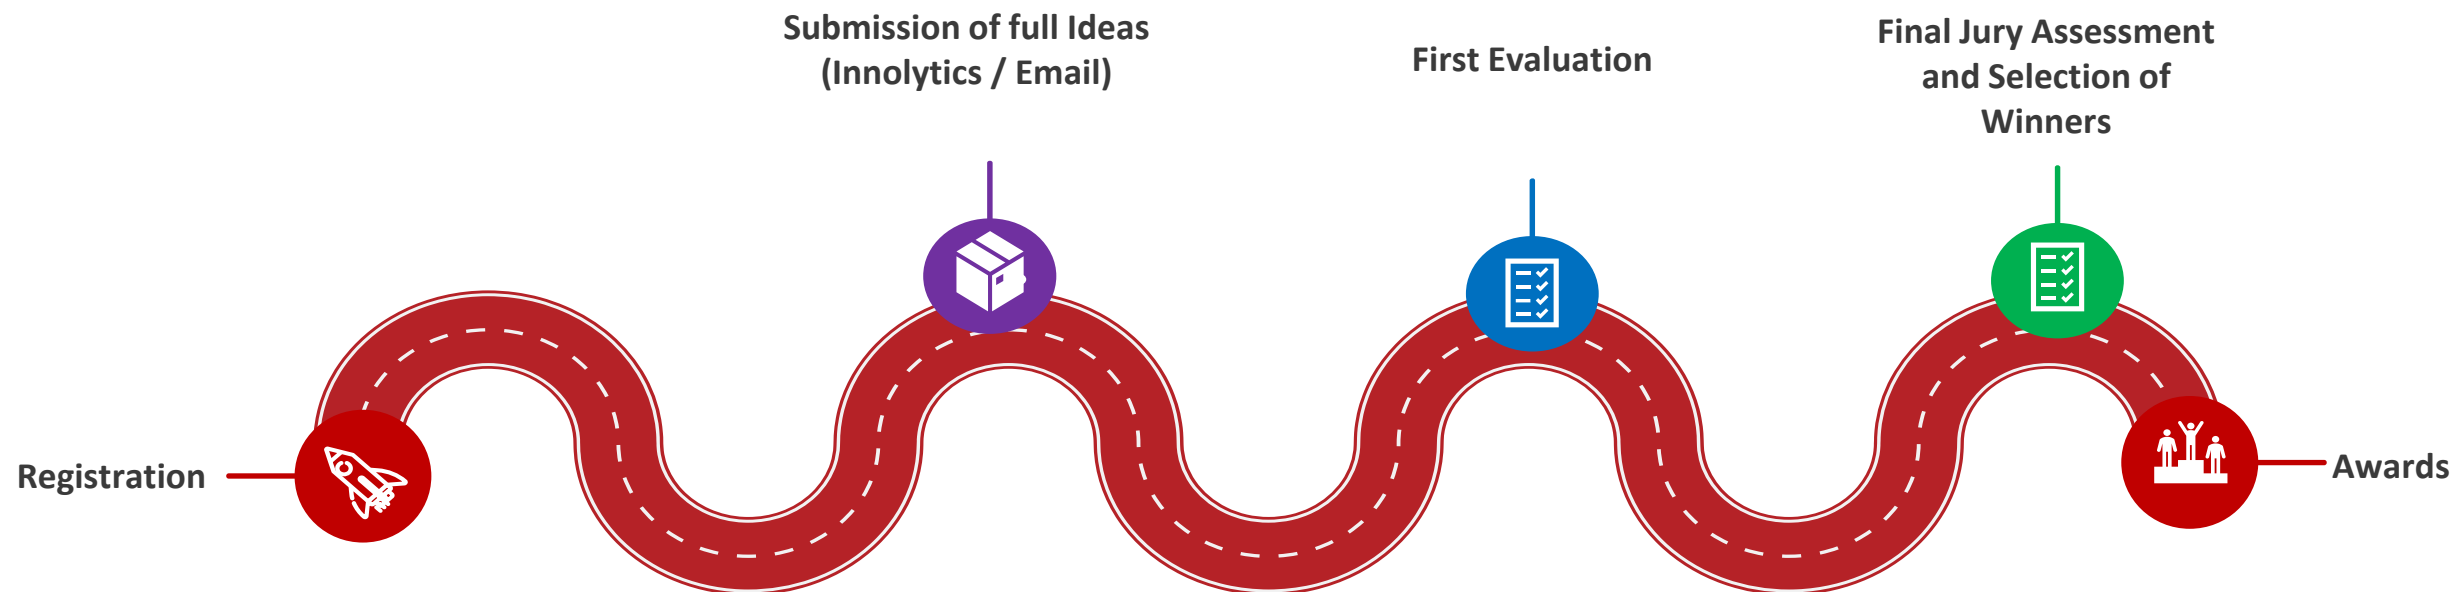 Registration
Submission of full Ideas
(Innolytics / Email)
First Evaluation
Final Jury Assessment
and Selection of
Winners
Awards